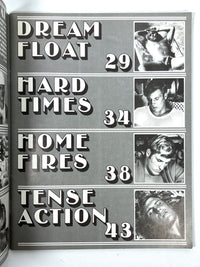 DREAM
FLOAT
29
HARD
TIMES
34
HOME
FIRES
38
TENSE
ACTION
43